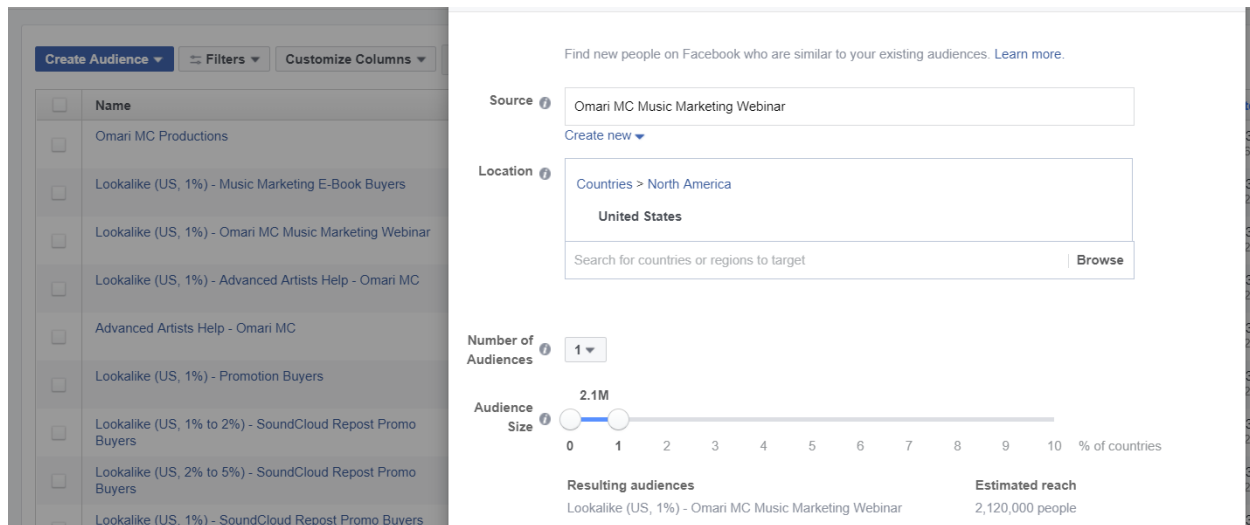 Create Audience
Filters
Customize Columns
Name
Omari MC Productions
Lookalike (US, 1%) - Music Marketing E-Book Buyers
Lookalike (US, 1%) - Omari MC Music Marketing Webinar
Lookalike (US, 1%) - Advanced Artists Help - Omari MC
Advanced Artists Help - Omari MC
Lookalike (US, 1%) - Promotion Buyers
Lookalike (US, 1% to 2%) - SoundCloud Repost Promo
Buyers
Lookalike (US, 2% to 5%) - SoundCloud Repost Promo
Buyers
Lookalike (US, 1%) - SoundCloud Repost Promo Buyers
Find new people on Facebook who are similar to your existing audiences. Learn more.
Source
Omari MC Music Marketing Webinar
Create new
Location
Countries > North America
United States
Search for countries or regions to target
Browse
Number of
Audiences
1
2.1M
Audience
Size
0 1 2 3 4 5 6 7 8 9 10 % of countries
Resulting audiences Estimated reach
Lookalike (US, 1%) - Omari MC Music Marketing Webinar 2,120,000 people